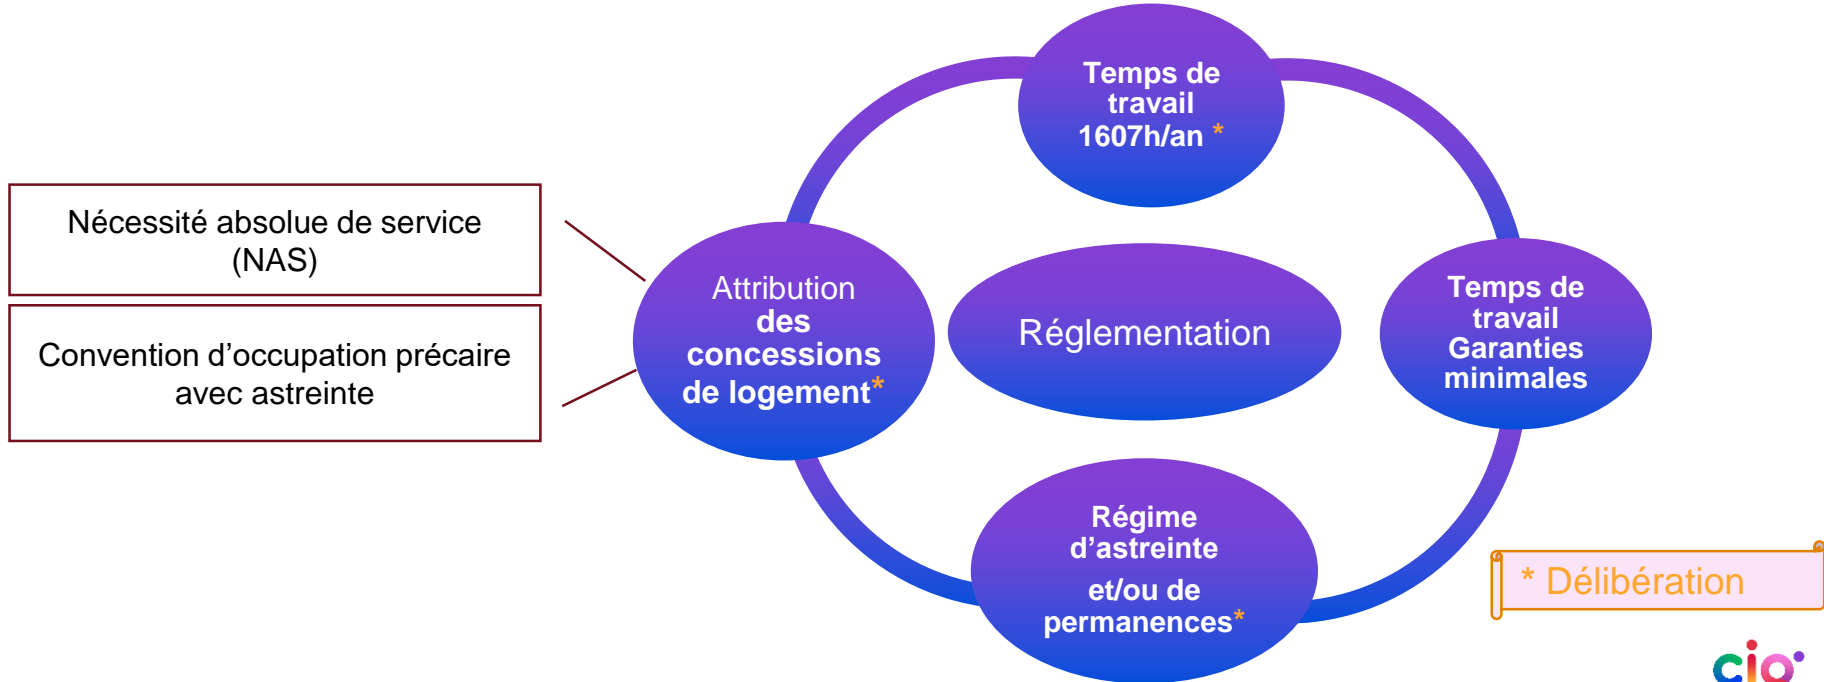 Temps de
travail
1607h/an *
Nécessité absolue de service
(NAS)
Convention d’occupation précaire
avec astreinte
Attribution
des
concessions
de logement*
Réglementation
Temps de
travail
Garanties
minimales
Régime
d’astreinte
et/ou de
permanences*
* Délibération
cig